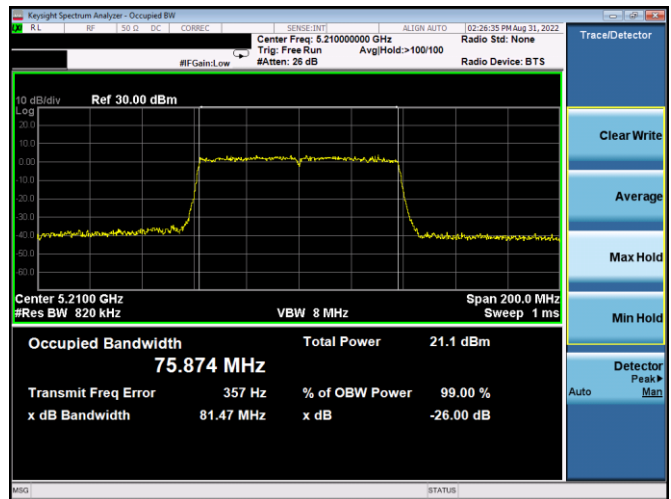 Keysight Spectrum Analyzer - Occupied BW
RL RF 50 Ω DC CORREC SENSE:INT ALIGN AUTO 02:26:35 PM Aug 31, 2022
Center Freq: 5.210000000 GHz Radio Std: None
Trig: Free Run Avg|Hold:>100/100
#IFGain:Low #Atten: 26 dB Radio Device: BTS
Trace/Detector
10 dB/div Ref 30.00 dBm
Log
20.0
10.0
0.00
-10.0
-20.0
-30.0
-40.0
-50.0
-60.0
Center 5.2100 GHz Span 200.0 MHz
#Res BW 820 kHz VBW 8 MHz Sweep 1 ms
Occupied Bandwidth Total Power 21.1 dBm
75.874 MHz
Transmit Freq Error 357 Hz % of OBW Power 99.00 %
x dB Bandwidth 81.47 MHz x dB -26.00 dB
Clear Write
Average
Max Hold
Min Hold
Detector
Peak▶
Auto Man
MSG STATUS